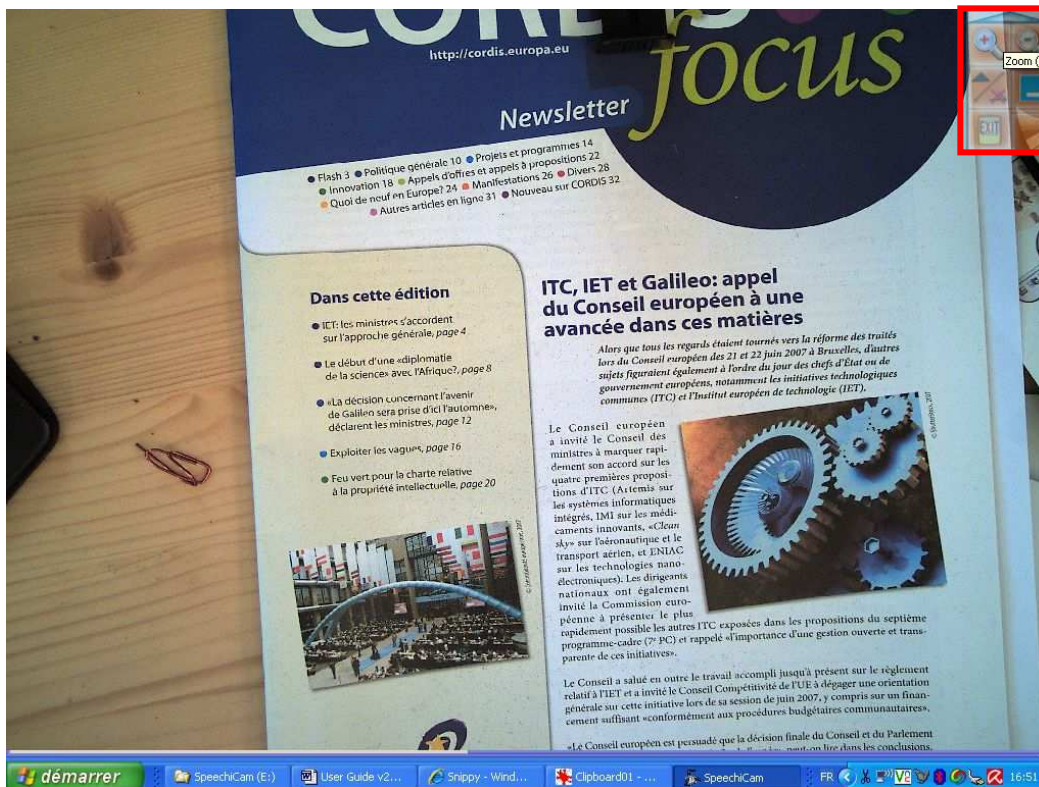 http://cordis.europa.eu
focus
Newsletter
Flash 3 ● Politique générale 10 ● Projets et programmes 14
Innovation 18 ● Appels d'offres et appels à propositions 22
Quoi de neuf en Europe? 24 ● Manifestations 26 ● Divers 28
Autres articles en ligne 31 ● Nouveau sur CORDIS 32
Dans cette édition
IET: les ministres s'accordent
sur l'approche générale, page 4
Le début d'une «diplomatie
de la science» avec l'Afrique?, page 8
«La décision concernant l'avenir
de Galileo sera prise d'ici l'automne»,
déclarent les ministres, page 12
Exploiter les vagues, page 16
Feu vert pour la charte relative
à la propriété intellectuelle, page 20
ITC, IET et Galileo: appel
du Conseil européen à une
avancée dans ces matières
Alors que tous les regards étaient tournés vers la réforme des traités
lors du Conseil européen des 21 et 22 juin 2007 à Bruxelles, d'autres
sujets figuraient également à l'ordre du jour des chefs d'État ou de
gouvernement européens, notamment les initiatives technologiques
communes (ITC) et l'Institut européen de technologie (IET).
Le Conseil européen
a invité le Conseil des
ministres à marquer rapi-
dement son accord sur les
quatre premières proposi-
tions d'ITC (Artemis sur
les systèmes informatiques
intégrés, IMI sur les médi-
caments innovants, «Clean
sky» sur l'aéronautique et le
transport aérien, et ENIAC
sur les technologies nano-
électroniques). Les dirigeants
nationaux ont également
invité la Commission euro-
péenne à présenter le plus
rapidement possible les autres ITC exposées dans les propositions du septième
programme-cadre (7e PC) et rappelé «l'importance d'une gestion ouverte et trans-
parente de ces initiatives».
Le Conseil a salué en outre le travail accompli jusqu'à présent sur le règlement
relatif à l'IET et a invité le Conseil Compétitivité de l'UE à dégager une orientation
générale sur cette initiative lors de sa session de juin 2007, y compris sur un finan-
cement suffisant «conformément aux procédures budgétaires communautaires».
«Le Conseil européen est persuadé que la décision finale du Conseil et du Parlement
on lire dans les conclusions.
© Shutterstock, 2007
Zoom (
EXIT
démarrer
SpeechiCam (E:)
User Guide v2...
Snippy - Wind...
Clipboard01 - ...
SpeechiCam
FR
16:51